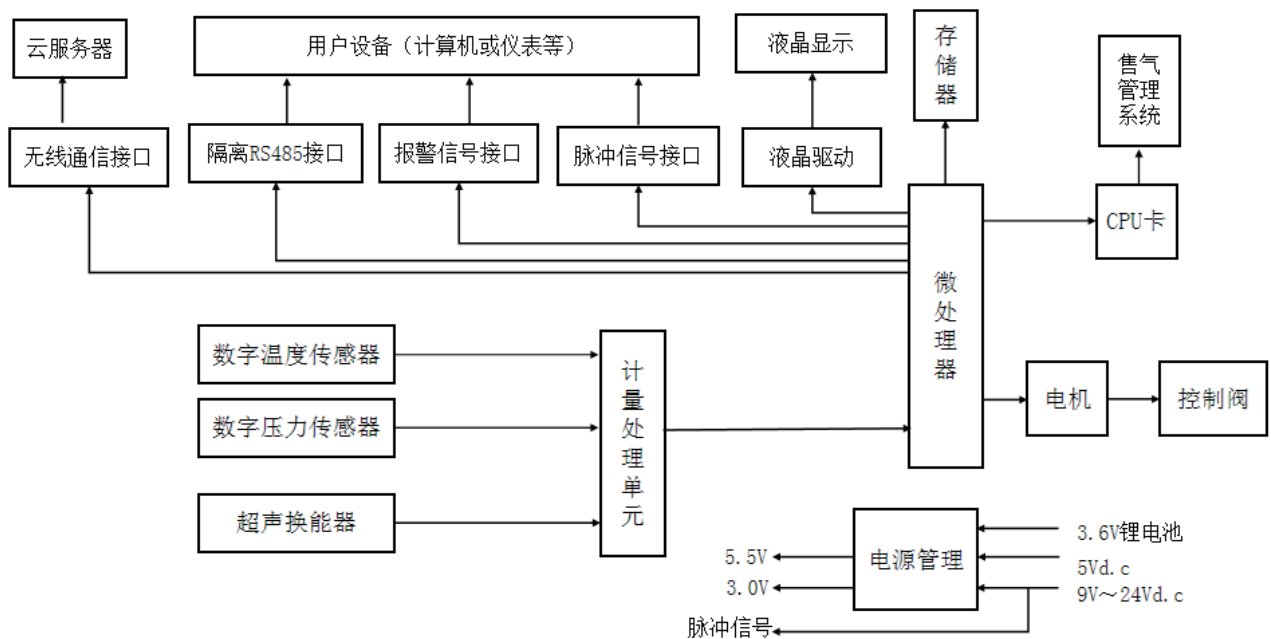 云服务器
用户设备（计算机或仪表等）
液晶显示
存
储
器
售气
管理
系统
无线通信接口
隔离RS485接口
报警信号接口
脉冲信号接口
液晶驱动
CPU卡
微
处
理
器
数字温度传感器
数字压力传感器
超声换能器
计
量
处
理
单
元
电机
控制阀
电源管理
3.6V锂电池
5Vd.c
9V～24Vd.c
5.5V
3.0V
脉冲信号